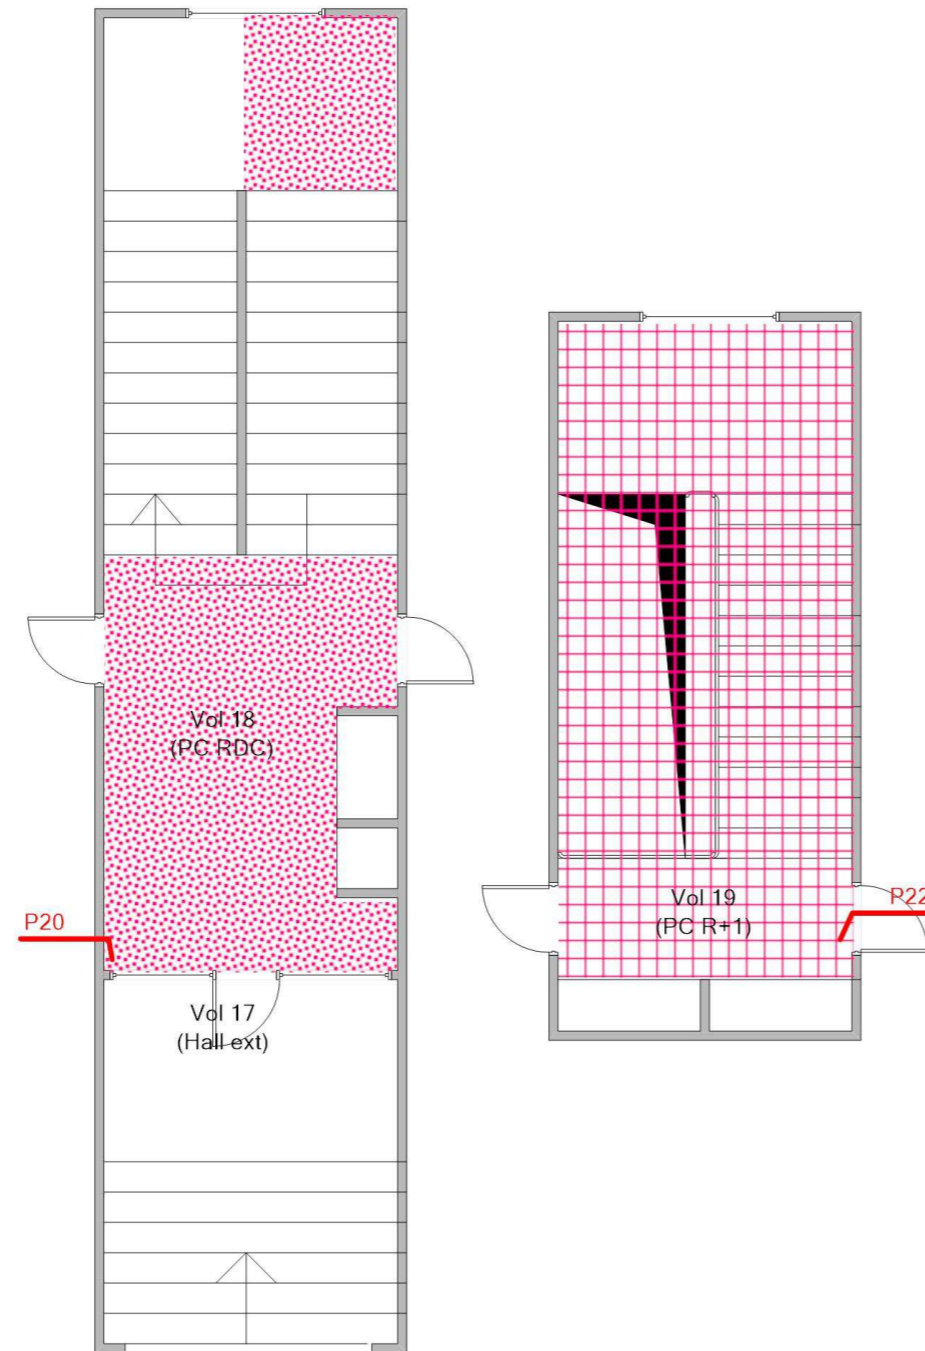 Vol 18
(PC RDC)
P20
Vol 17
(Hall ext)
Vol 19
(PC R+1)
P22